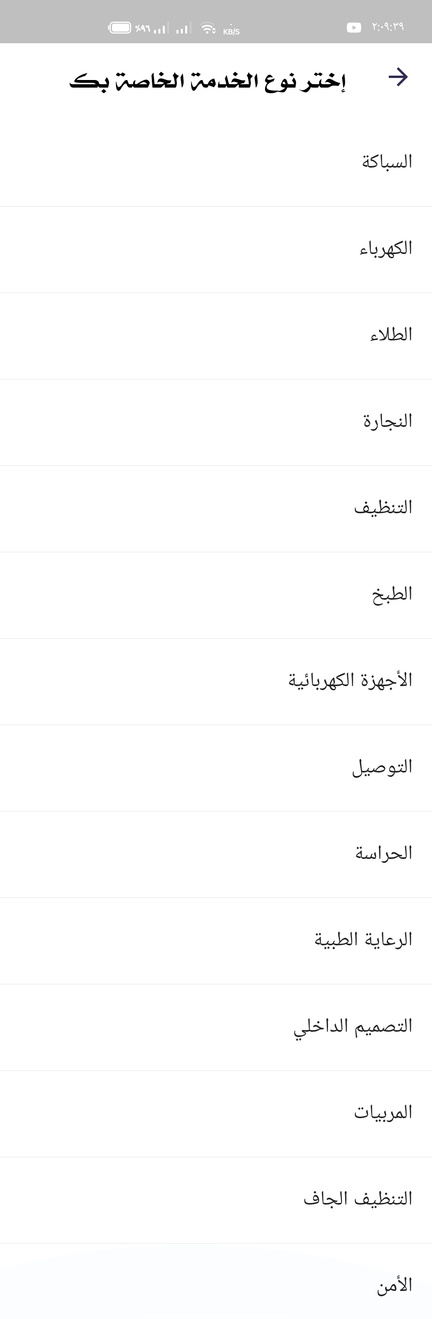 ٢:٠٩:٣٩
KB/S
%٩٦
إختر نوع الخدمة الخاصة بك
السباكة
الكهرباء
الطلاء
النجارة
التنظيف
الطبخ
الأجهزة الكهربائية
التوصيل
الحراسة
الرعاية الطبية
التصميم الداخلي
المربيات
التنظيف الجاف
الأمن